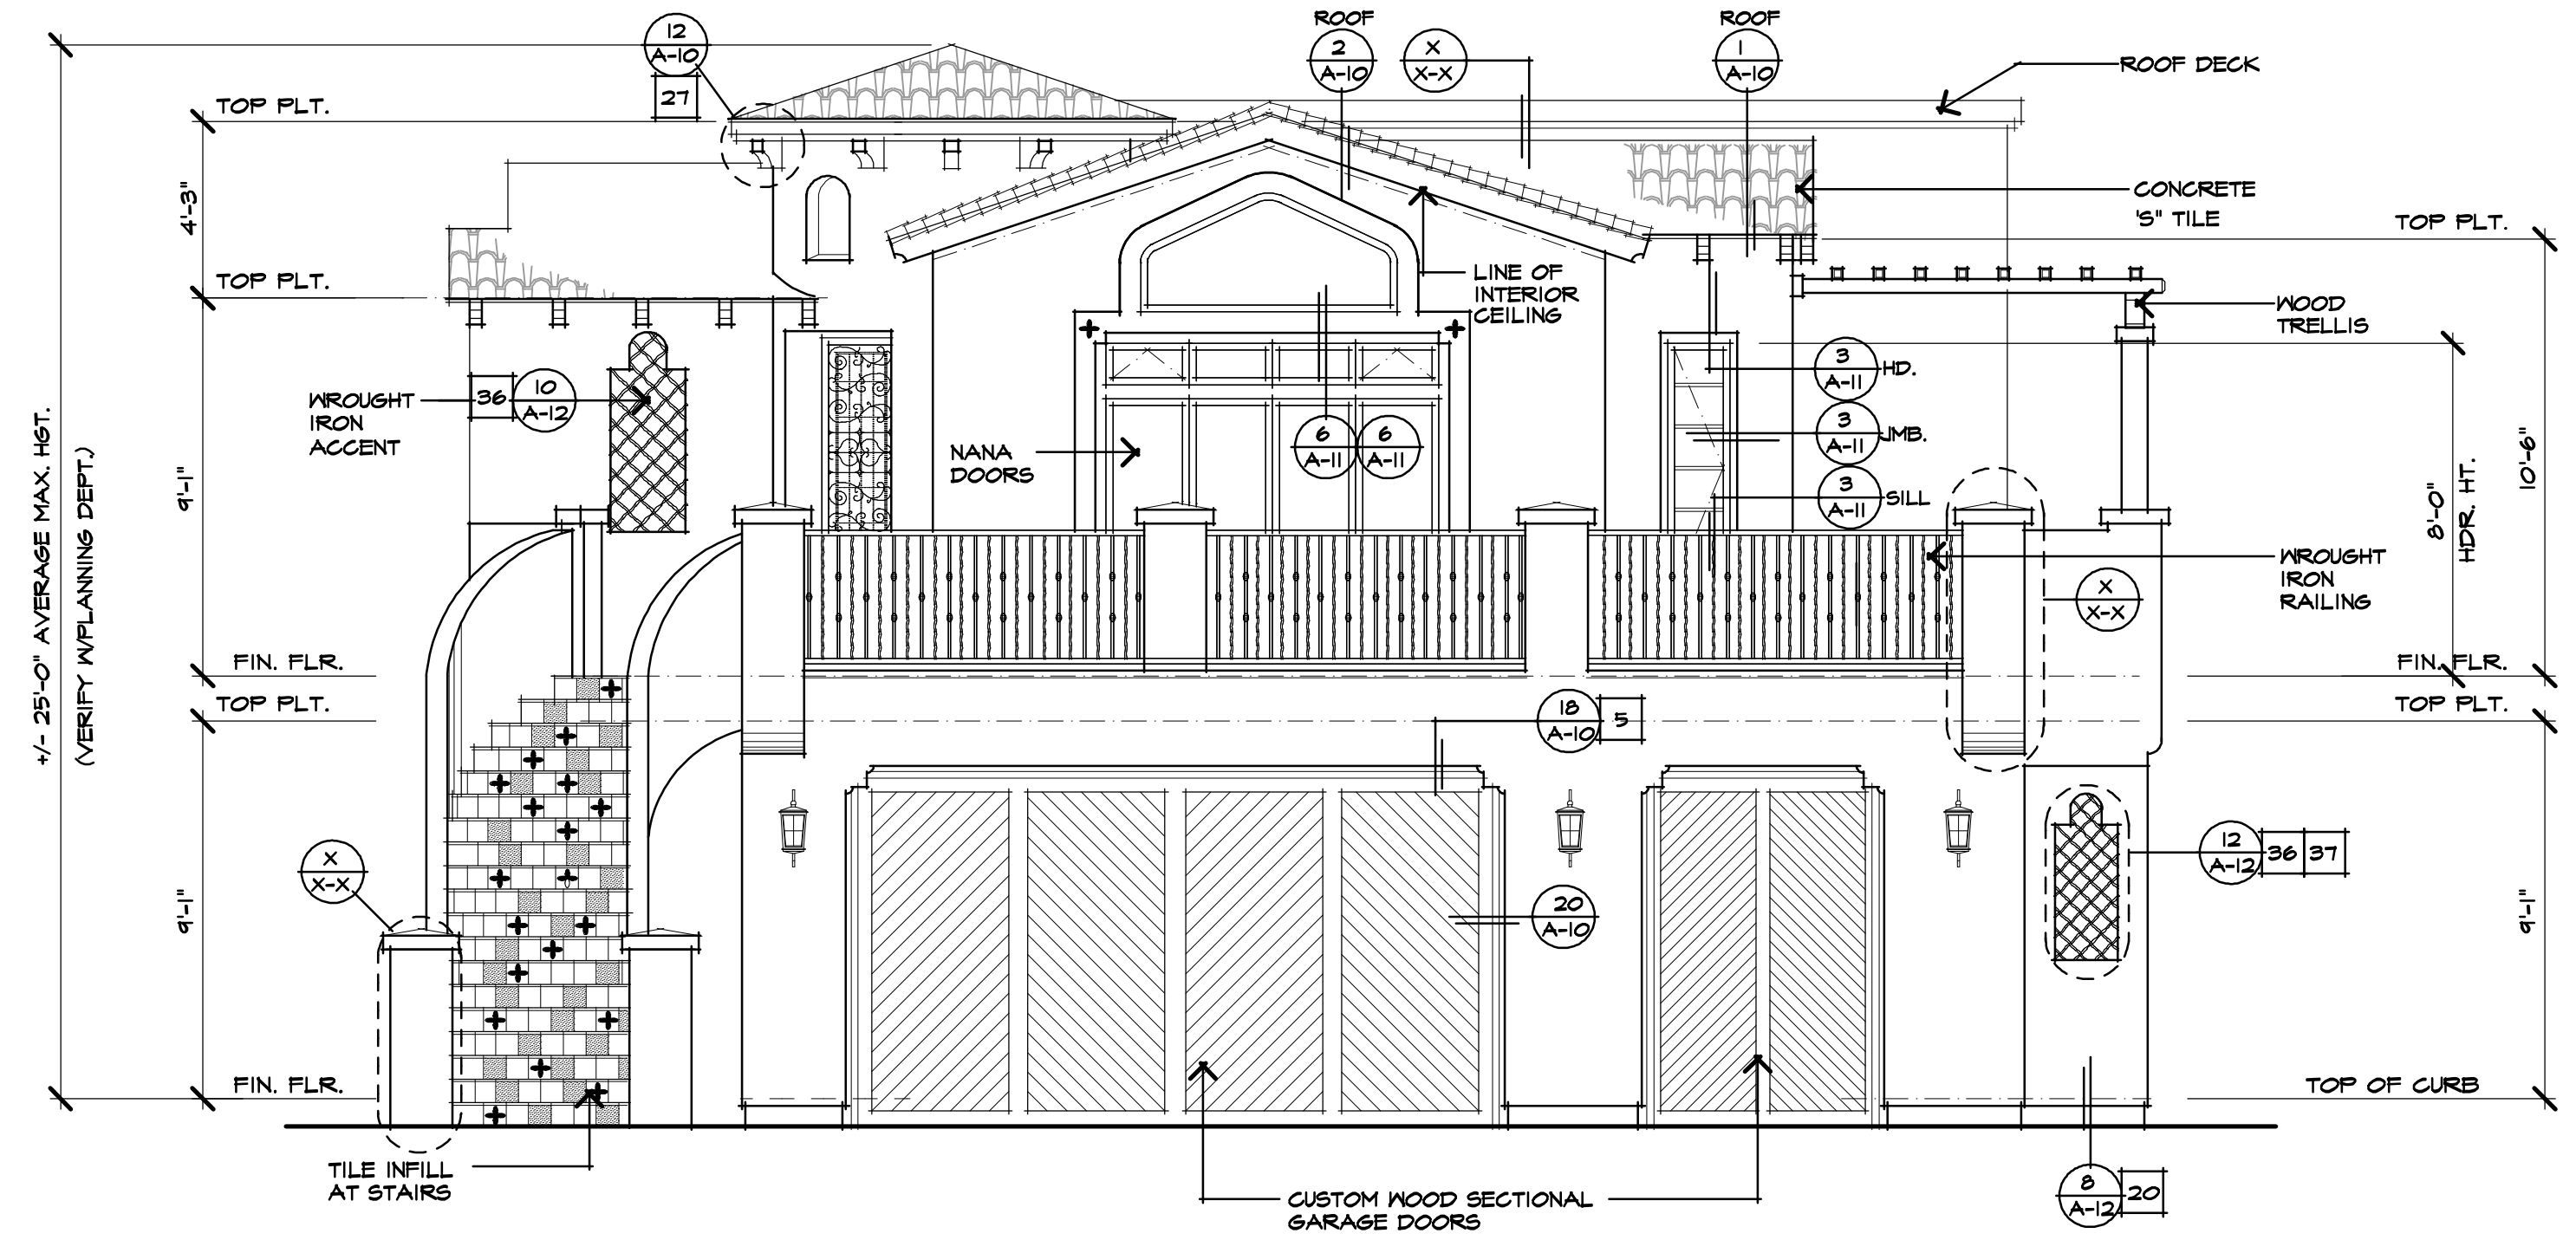 ROOF
ROOF
12
A-10
27
2
A-10
X
X-X
1
A-10
ROOF DECK
TOP PLT.
CONCRETE
'S" TILE
4'-3"
TOP PLT.
TOP PLT.
LINE OF
INTERIOR
CEILING
WOOD
TRELLIS
WROUGHT
IRON
ACCENT
36
10
A-12
3
A-11
HD.
3
A-11
JMB.
3
A-11
SILL
NANA
DOORS
6
A-11
6
A-11
+/- 25'-0" AVERAGE MAX. HGT.
(VERIFY W/PLANNING DEPT.)
9'-1"
8'-0"
HDR. HT.
10'-6"
WROUGHT
IRON
RAILING
X
X-X
FIN. FLR.
FIN. FLR.
TOP PLT.
TOP PLT.
18
A-10
5
X
X-X
12
A-12
36
37
9'-1"
20
A-10
9'-1"
FIN. FLR.
TOP OF CURB
TILE INFILL
AT STAIRS
CUSTOM WOOD SECTIONAL
GARAGE DOORS
8
A-12
20